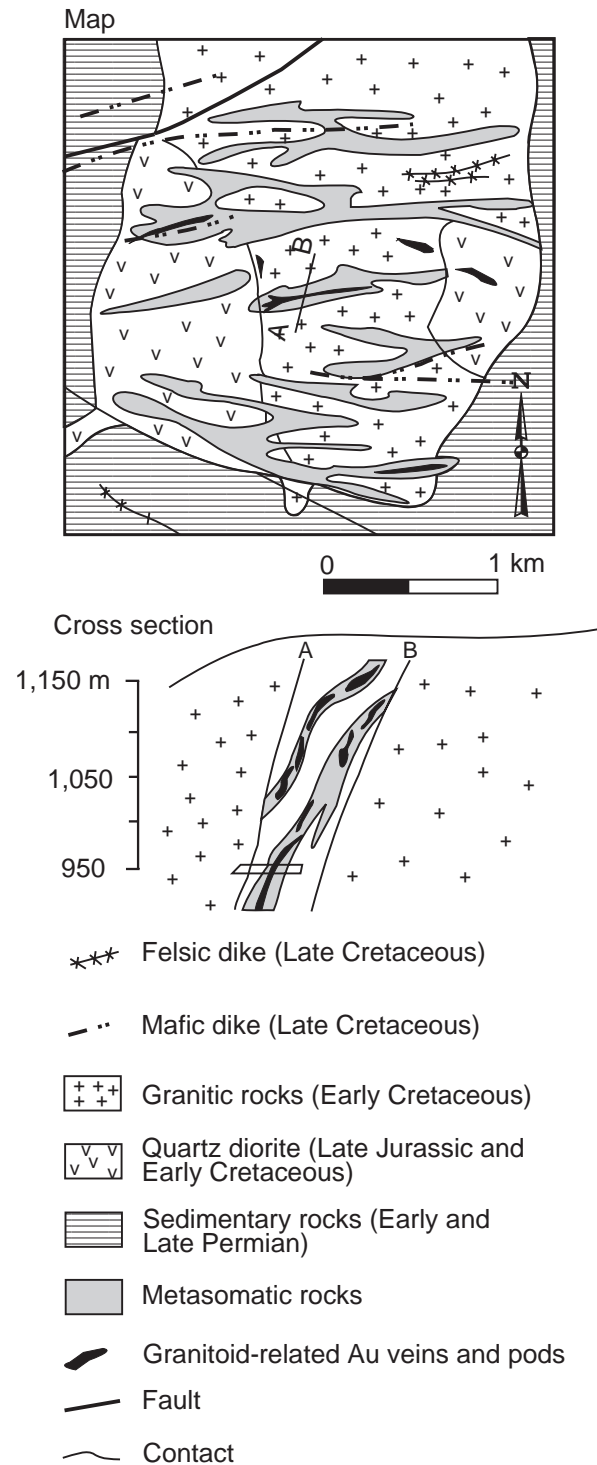 Map
B
A
N
0 1 km
Cross section
A B
1,150 m
1,050
950
Felsic dike (Late Cretaceous)
Mafic dike (Late Cretaceous)
Granitic rocks (Early Cretaceous)
Quartz diorite (Late Jurassic and
Early Cretaceous)
Sedimentary rocks (Early and
Late Permian)
Metasomatic rocks
Granitoid-related Au veins and pods
Fault
Contact